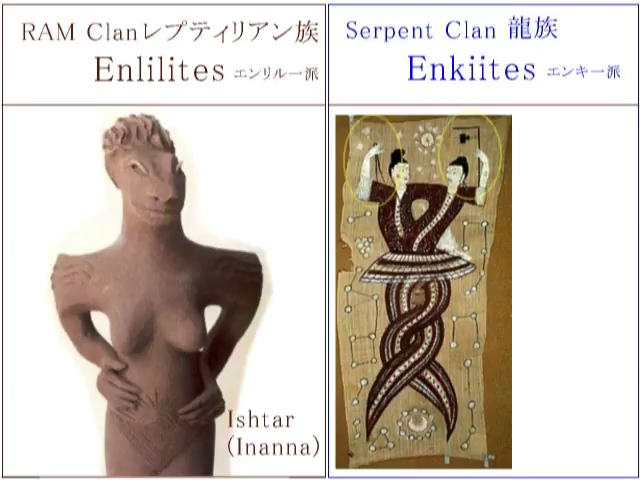 RAM Clanレプティリアン族
Enlilites エンリル一派
Ishtar
(Inanna)
Serpent Clan 龍族
Enkiites エンキ一派